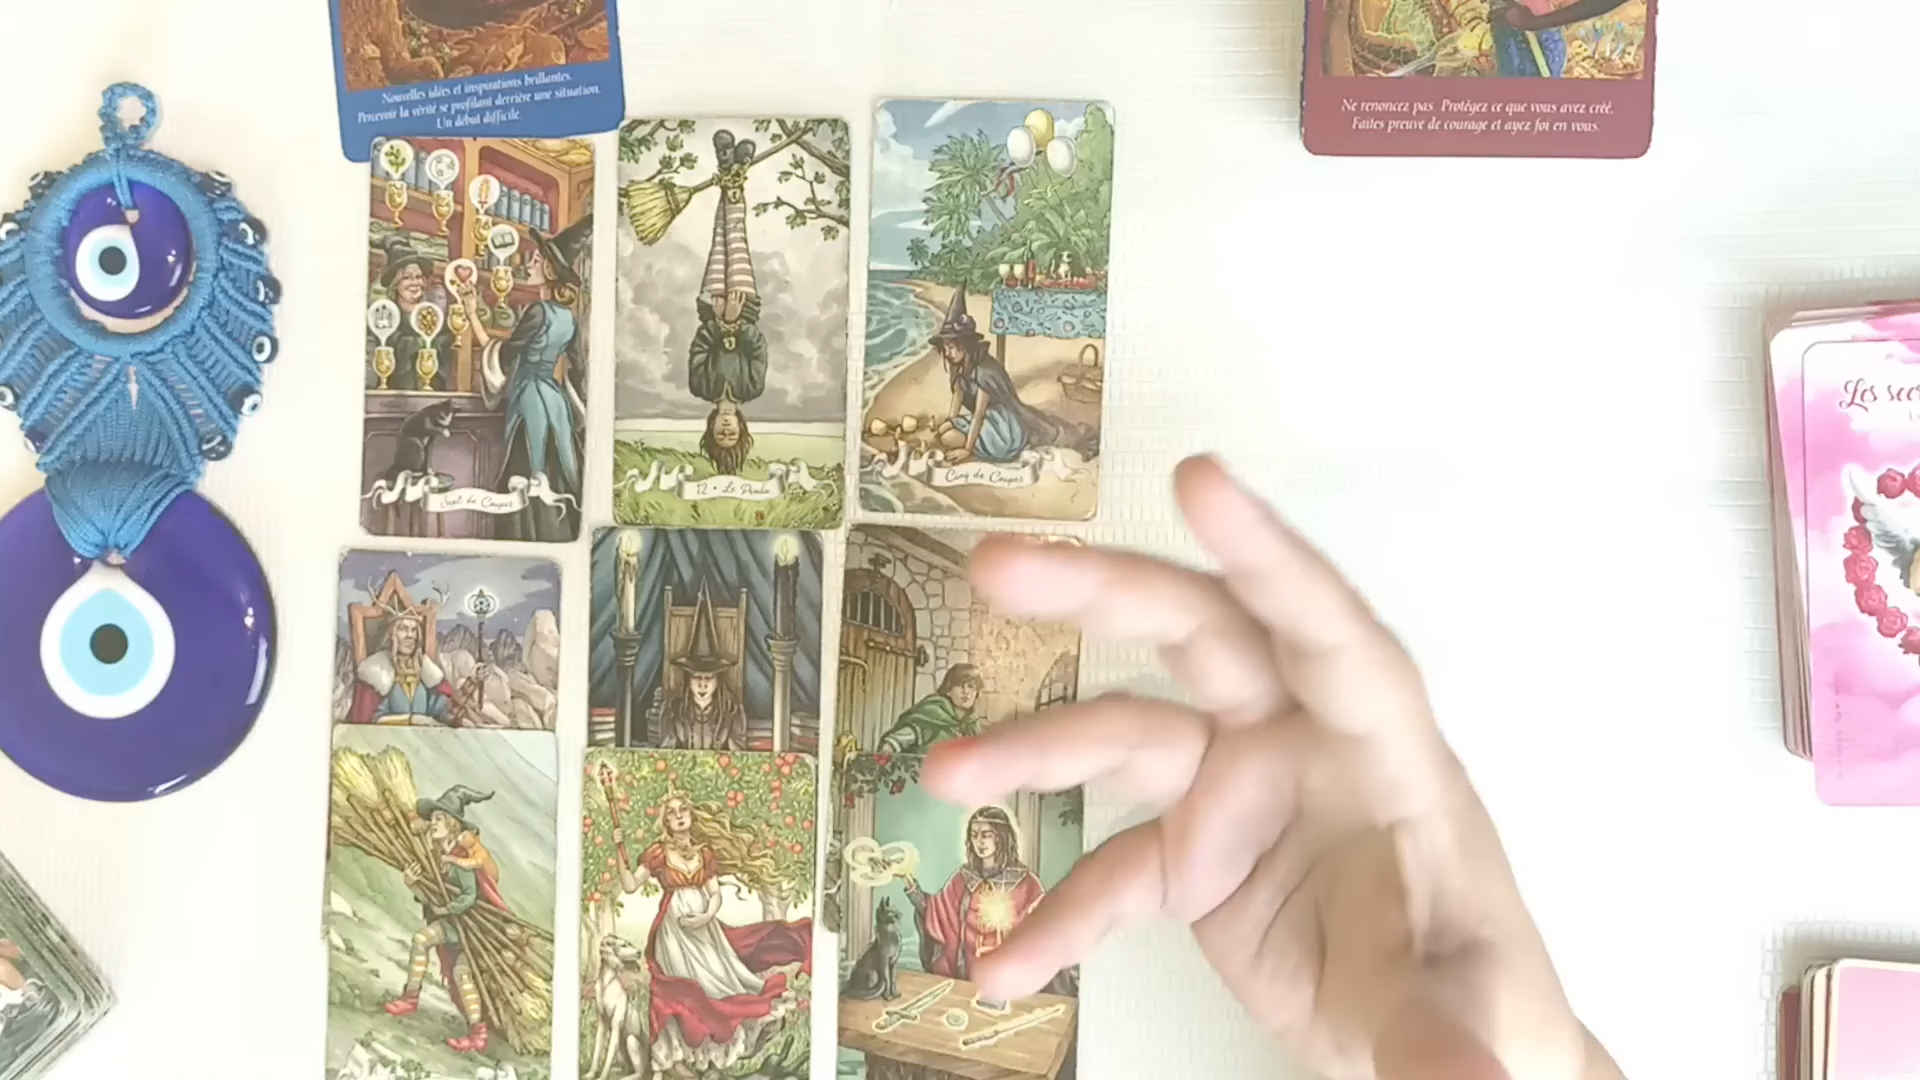 Nouvelles idées et inspirations brillantes.
Percevoir la vérité se profilant derrière une situation.
Un début difficile.
Ne renoncez pas. Protégez ce que vous avez créé.
Faites preuve de courage et ayez foi en vous.
Sept de Coupes
12 • Le Pendu
Cinq de Coupes
Les